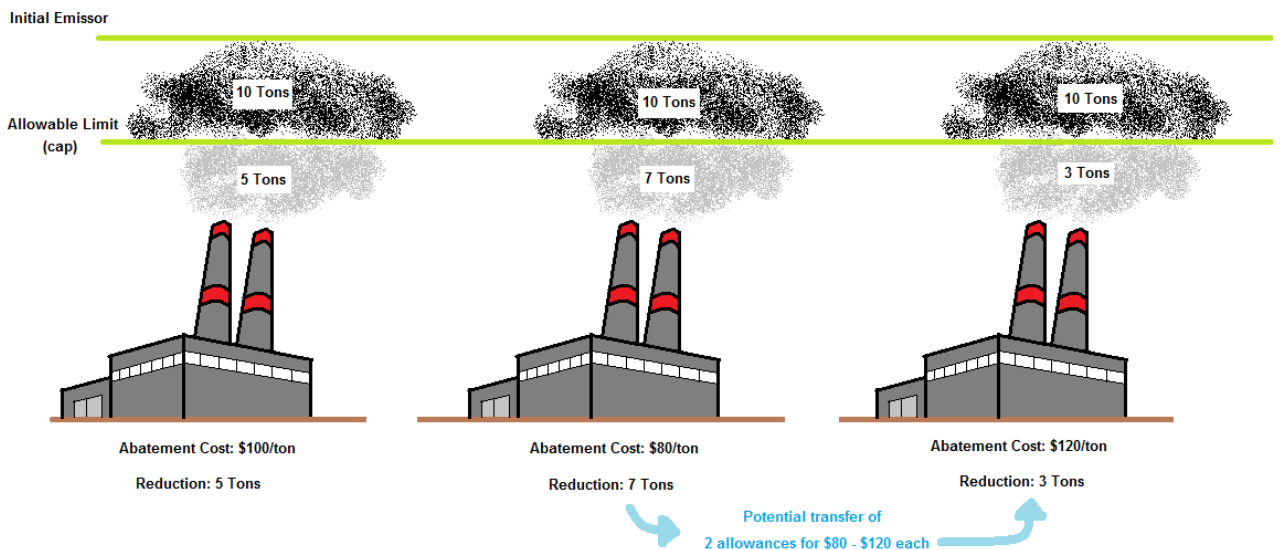 Initial Emissor
10 Tons
10 Tons
10 Tons
Allowable Limit
(cap)
5 Tons
7 Tons
3 Tons
Abatement Cost: $100/ton
Abatement Cost: $80/ton
Abatement Cost: $120/ton
Reduction: 5 Tons
Reduction: 7 Tons
Reduction: 3 Tons
Potential transfer of
2 allowances for $80 - $120 each